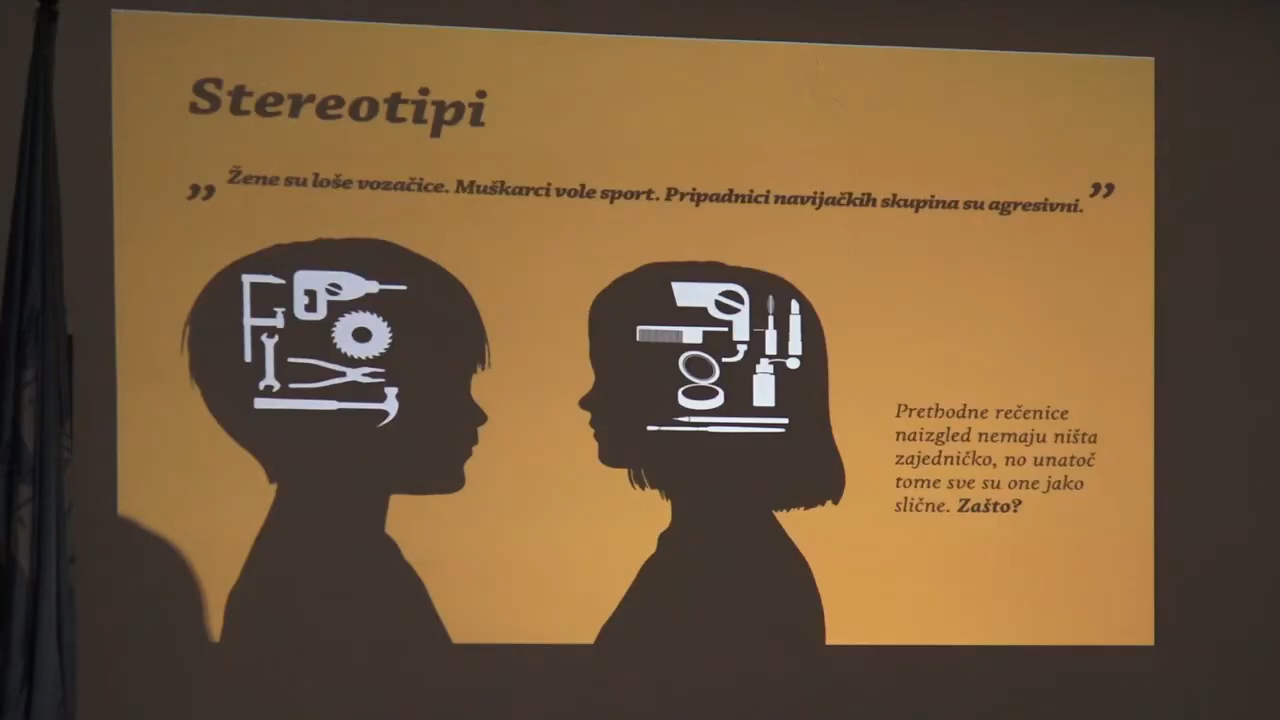 Stereotipi
” Žene su loše vozačice. Muškarci vole sport. Pripadnici navijačkih skupina su agresivni. ”
Prethodne rečenice
naizgled nemaju ništa
zajedničko, no unatoč
tome sve su one jako
slične. Zašto?